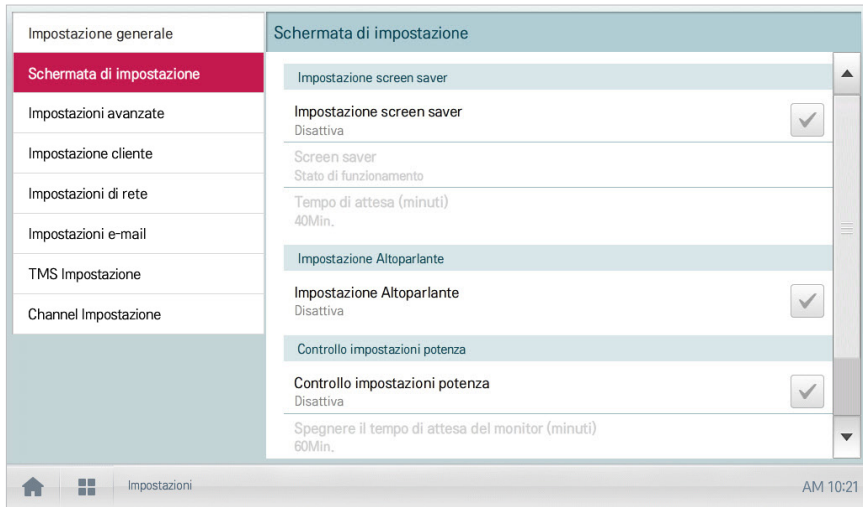 Impostazione generale
Schermata di impostazione
Impostazioni avanzate
Impostazione cliente
Impostazioni di rete
Impostazioni e-mail
TMS Impostazione
Channel Impostazione
Schermata di impostazione
Impostazione screen saver
Impostazione screen saver
Disattiva
Screen saver
Stato di funzionamento
Tempo di attesa (minuti)
40Min.
Impostazione Altoparlante
Impostazione Altoparlante
Disattiva
Controllo impostazioni potenza
Controllo impostazioni potenza
Disattiva
Spegnere il tempo di attesa del monitor (minuti)
60Min.
Impostazioni
AM 10:21